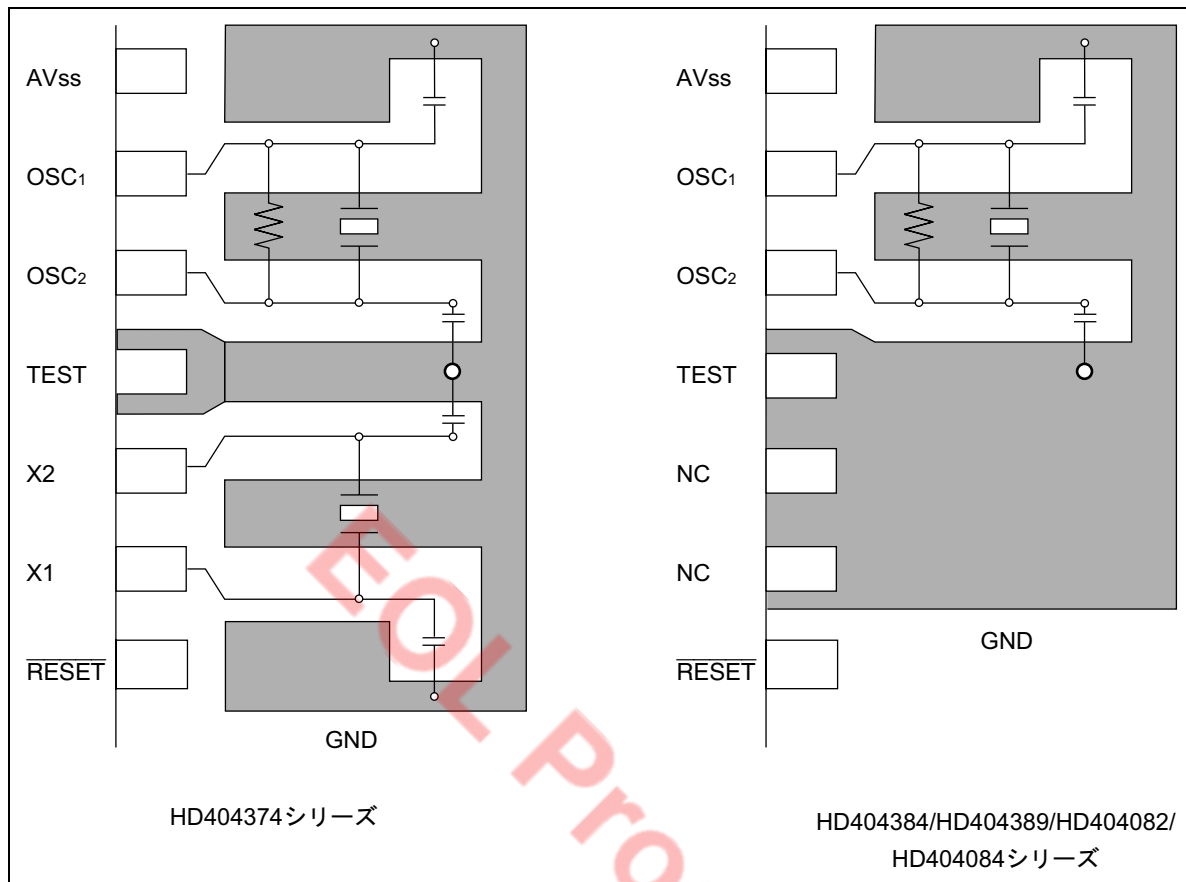 AVss
OSC1
OSC2
TEST
X2
X1
RESET
GND
HD404374シリーズ
AVss
OSC1
OSC2
TEST
NC
NC
RESET
GND
HD404384/HD404389/HD404082/
HD404084シリーズ
EOL Pro